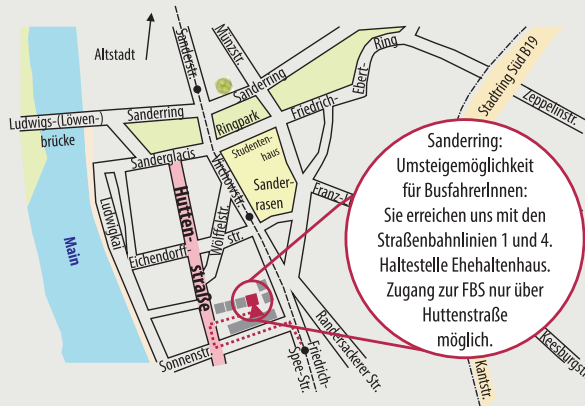 Altstadt
Sanderstr.
Münzstr.
Sanderring
Sanderring
Ringpark
Friedrich-
Ebert-
Ring
Stadtring Süd B19
Zeppelinstr.
Ludwigs-(Löwen-)
brücke
Sanderglacis
Studenten-
haus
Sander-
rasen
Virchowstr.
Franz-
Ludwigkai
Main
Hutten-
straße
Wölffelstr.
Eichendorff
str.
Sonnenstr.
Friedrich-
Spee-Str.
Randersackerer Str.
Kantstr.
Keesburgstr.
Sanderring:
Umsteigemöglichkeit
für BusfahrerInnen:
Sie erreichen uns mit den
Straßenbahnlinien 1 und 4.
Haltestelle Ehehaltenhaus.
Zugang zur FBS nur über
Huttenstraße
möglich.